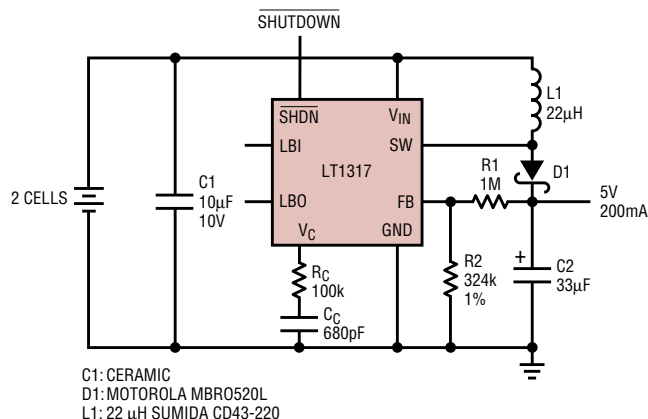 SHUTDOWN
SHDN
VIN
LBI
SW
LT1317
LBO
FB
VC
GND
2 CELLS
C1
10µF
10V
RC
100k
CC
680pF
L1
22µH
R1
1M
D1
5V
200mA
R2
324k
1%
+
C2
33µF
C1: CERAMIC
D1: MOTOROLA MBRO520L
L1: 22 µH SUMIDA CD43-220